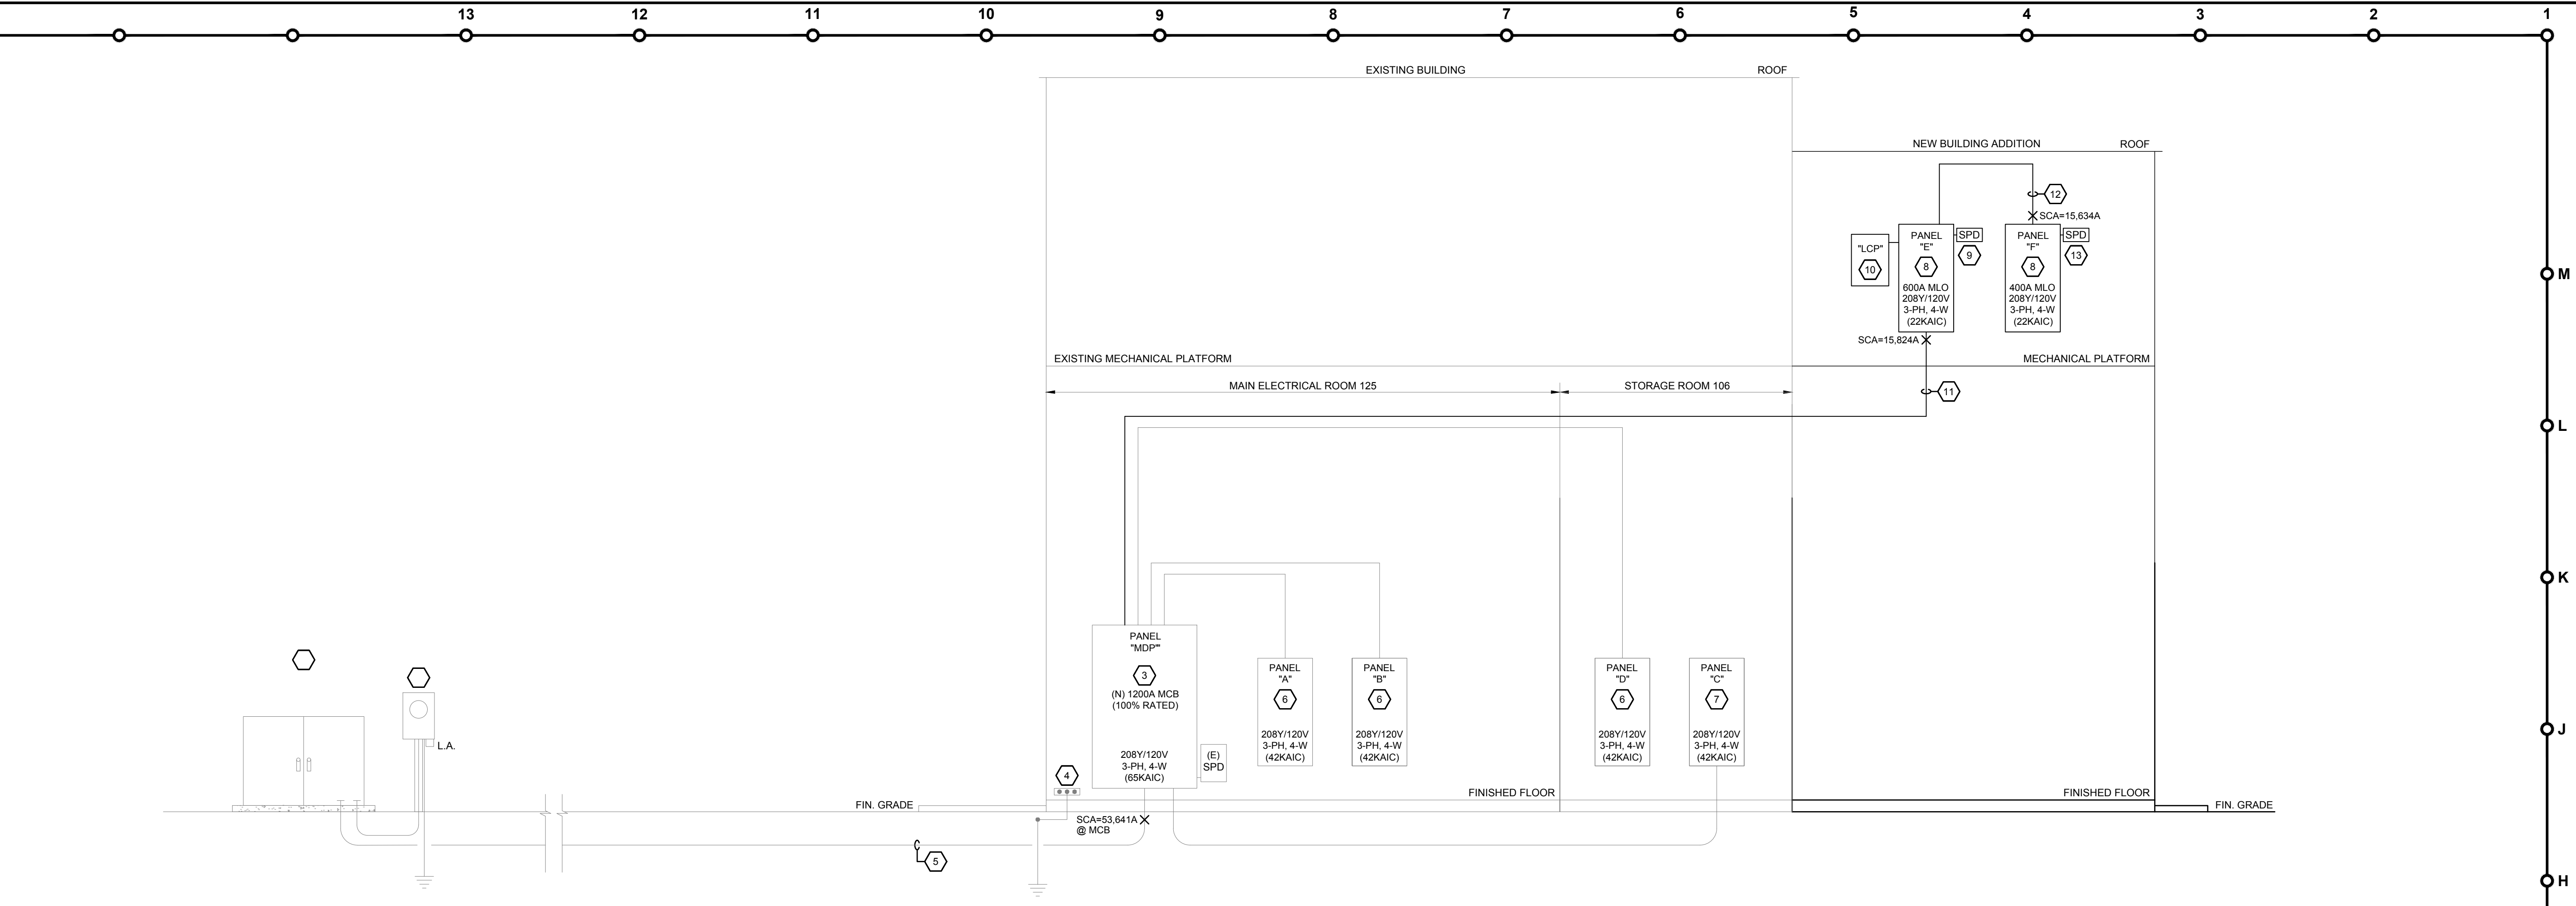 13 12 11 10 9 8 7 6 5 4 3 2 1
EXISTING BUILDING ROOF
NEW BUILDING ADDITION ROOF
12
SCA=15,634A
"LCP"
10
PANEL
"E"
8
600A MLO
208Y/120V
3-PH, 4-W
(22KAIC)
SPD
9
PANEL
"F"
8
400A MLO
208Y/120V
3-PH, 4-W
(22KAIC)
SPD
13
M
SCA=15,824A
EXISTING MECHANICAL PLATFORM
MECHANICAL PLATFORM
MAIN ELECTRICAL ROOM 125
STORAGE ROOM 106
11
L
K
PANEL
"MDP'"
3
(N) 1200A MCB
(100% RATED)
208Y/120V
3-PH, 4-W
(65KAIC)
(E)
SPD
PANEL
"A"
6
208Y/120V
3-PH, 4-W
(42KAIC)
PANEL
"B"
6
208Y/120V
3-PH, 4-W
(42KAIC)
PANEL
"D"
6
208Y/120V
3-PH, 4-W
(42KAIC)
PANEL
"C"
7
208Y/120V
3-PH, 4-W
(42KAIC)
J
L.A.
4
FINISHED FLOOR
FINISHED FLOOR
FIN. GRADE
FIN. GRADE
SCA=53,641A
@ MCB
5
H